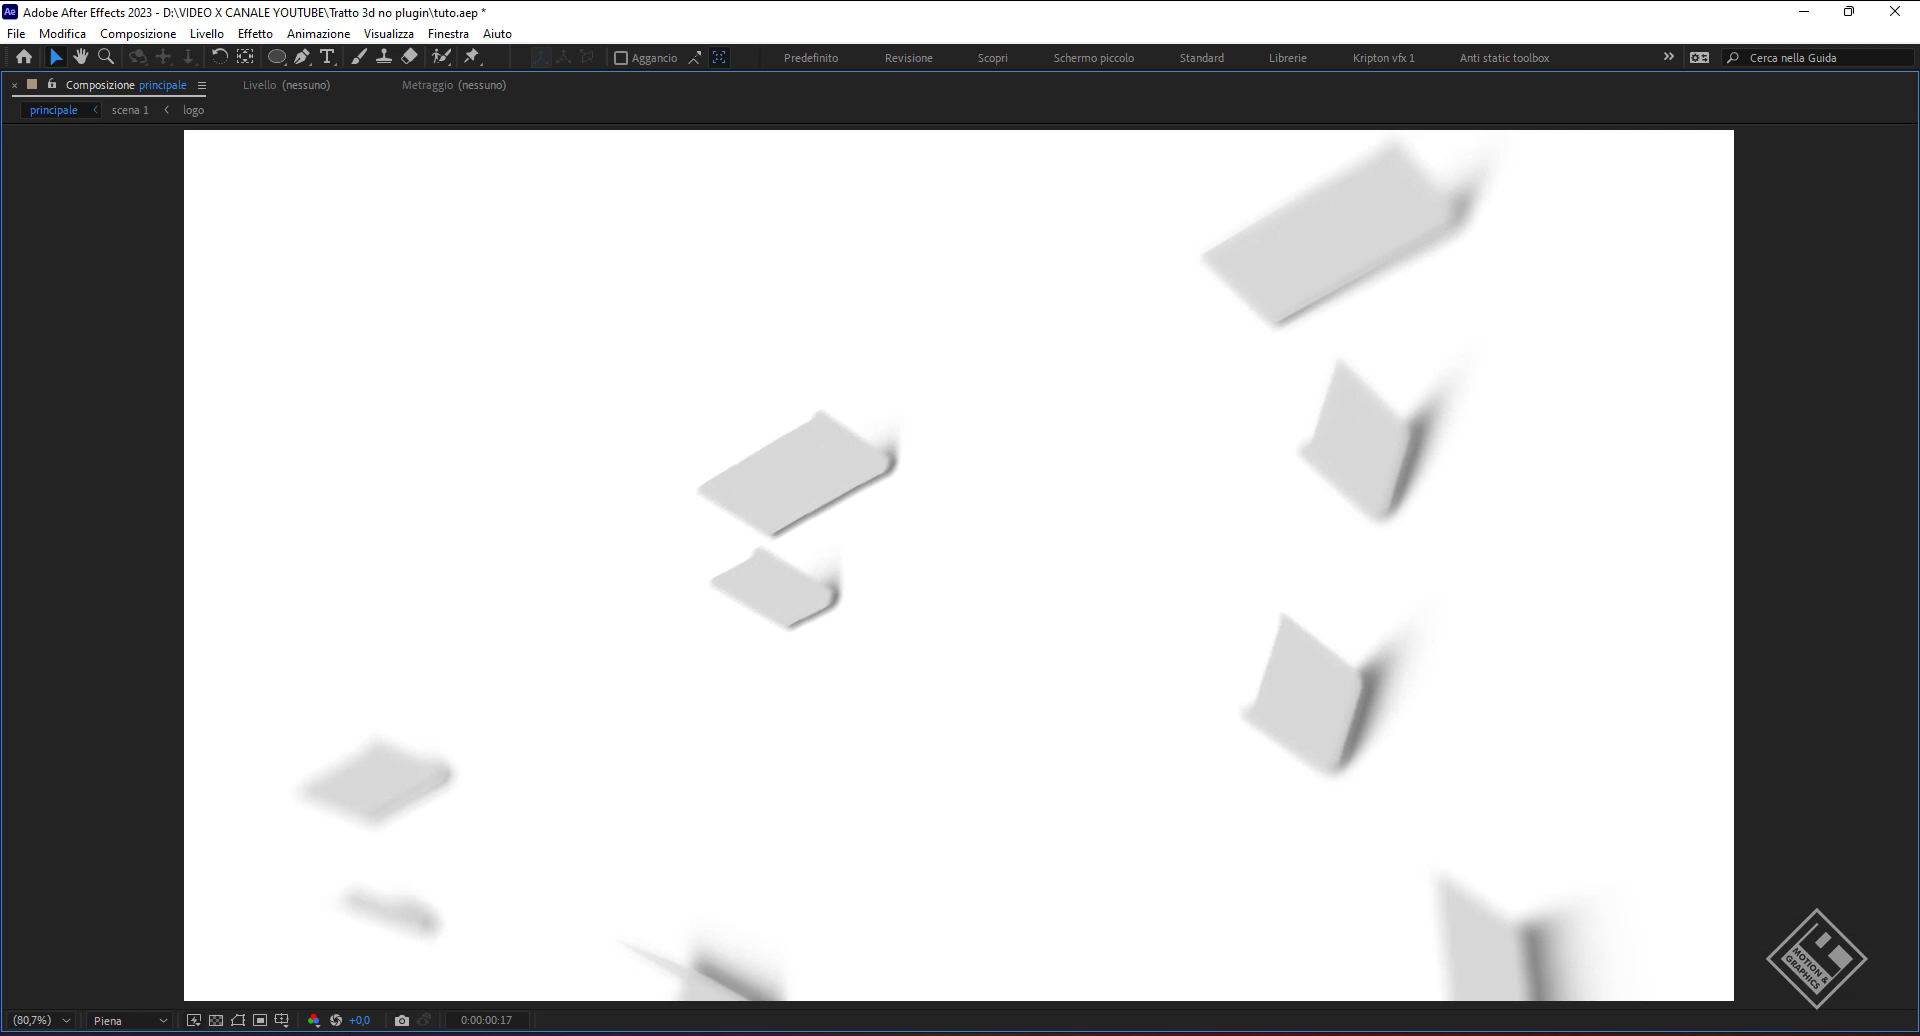 Ae Adobe After Effects 2023 - D:\VIDEO X CANALE YOUTUBE\Tratto 3d no plugin\tuto.aep *
File Modifica Composizione Livello Effetto Animazione Visualizza Finestra Aiuto
Aggancio Predefinito Revisione Scopri Schermo piccolo Standard Librerie Kripton vfx 1 Anti static toolbox Cerca nella Guida
Composizione principale Livello (nessuno) Metraggio (nessuno)
principale scena 1 logo
MOTION &
GRAPHICS
(80,7%) Piena +0,0 0:00:00:17